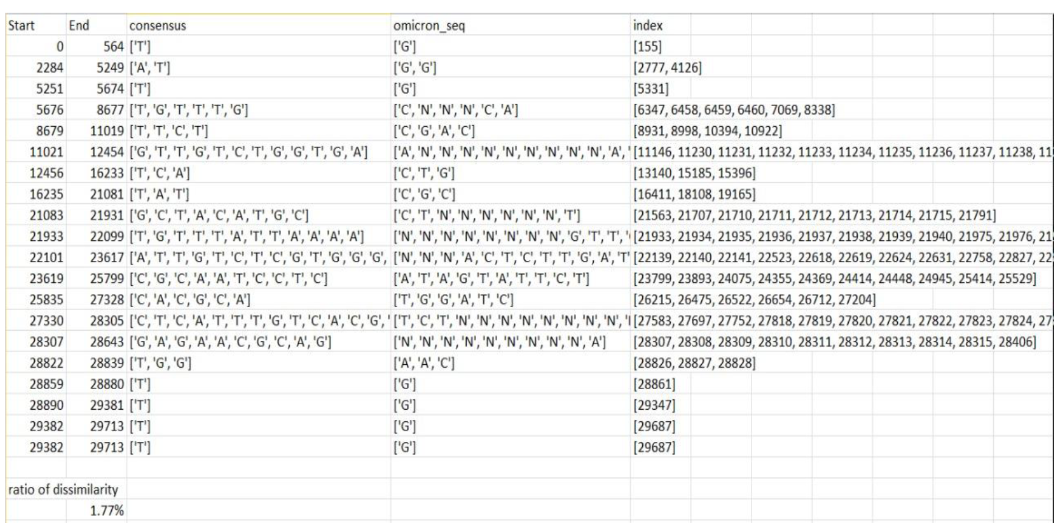 Start End consensus omicron_seq index
0 564 ['T'] ['G'] [155]
2284 5249 ['A', 'T'] ['G', 'G'] [2777, 4126]
5251 5674 ['T'] ['G'] [5331]
5676 8677 ['T', 'G', 'T', 'T', 'T', 'G'] ['C', 'N', 'N', 'N', 'C', 'A'] [6347, 6458, 6459, 6460, 7069, 8338]
8679 11019 ['T', 'T', 'C', 'T'] ['C', 'G', 'A', 'C'] [8931, 8998, 10394, 10922]
11021 12454 ['G', 'T', 'T', 'G', 'T', 'C', 'T', 'G', 'G', 'T', 'G', 'A'] ['A', 'N', 'N', 'N', 'N', 'N', 'N', 'N', 'N', 'N', 'A', ' [11146, 11230, 11231, 11232, 11233, 11234, 11235, 11236, 11237, 11238, 11
12456 16233 ['T', 'C', 'A'] ['C', 'T', 'G'] [13140, 15185, 15396]
16235 21081 ['T', 'A', 'T'] ['C', 'G', 'C'] [16411, 18108, 19165]
21083 21931 ['G', 'C', 'T', 'A', 'C', 'A', 'T', 'G', 'C'] ['C', 'T', 'N', 'N', 'N', 'N', 'N', 'N', 'T'] [21563, 21707, 21710, 21711, 21712, 21713, 21714, 21715, 21791]
21933 22099 ['T', 'G', 'T', 'T', 'T', 'A', 'T', 'T', 'A', 'A', 'A', 'A'] ['N', 'N', 'N', 'N', 'N', 'N', 'N', 'N', 'G', 'T', 'T', ' [21933, 21934, 21935, 21936, 21937, 21938, 21939, 21940, 21975, 21976, 21
22101 23617 ['A', 'T', 'T', 'G', 'T', 'C', 'T', 'C', 'G', 'T', 'G', 'G', 'G', ['N', 'N', 'N', 'A', 'C', 'T', 'C', 'T', 'T', 'G', 'A', 'T' [22139, 22140, 22141, 22523, 22618, 22619, 22624, 22631, 22758, 22827, 22
23619 25799 ['C', 'G', 'C', 'A', 'A', 'T', 'C', 'C', 'T', 'C'] ['A', 'T', 'A', 'G', 'T', 'A', 'T', 'T', 'C', 'T'] [23799, 23893, 24075, 24355, 24369, 24414, 24448, 24945, 25414, 25529]
25835 27328 ['C', 'A', 'C', 'G', 'C', 'A'] ['T', 'G', 'G', 'A', 'T', 'C'] [26215, 26475, 26522, 26654, 26712, 27204]
27330 28305 ['C', 'T', 'C', 'A', 'T', 'T', 'T', 'G', 'T', 'C', 'A', 'C', 'G', ' ['T', 'C', 'T', 'N', 'N', 'N', 'N', 'N', 'N', 'N', 'N', [27583, 27697, 27752, 27818, 27819, 27820, 27821, 27822, 27823, 27824, 27
28307 28643 ['G', 'A', 'G', 'A', 'A', 'C', 'G', 'C', 'A', 'G'] ['N', 'N', 'N', 'N', 'N', 'N', 'N', 'N', 'N', 'A'] [28307, 28308, 28309, 28310, 28311, 28312, 28313, 28314, 28315, 28406]
28822 28839 ['T', 'G', 'G'] ['A', 'A', 'C'] [28826, 28827, 28828]
28859 28880 ['T'] ['G'] [28861]
28890 29381 ['T'] ['G'] [29347]
29382 29713 ['T'] ['G'] [29687]
29382 29713 ['T'] ['G'] [29687]
ratio of dissimilarity
1.77%